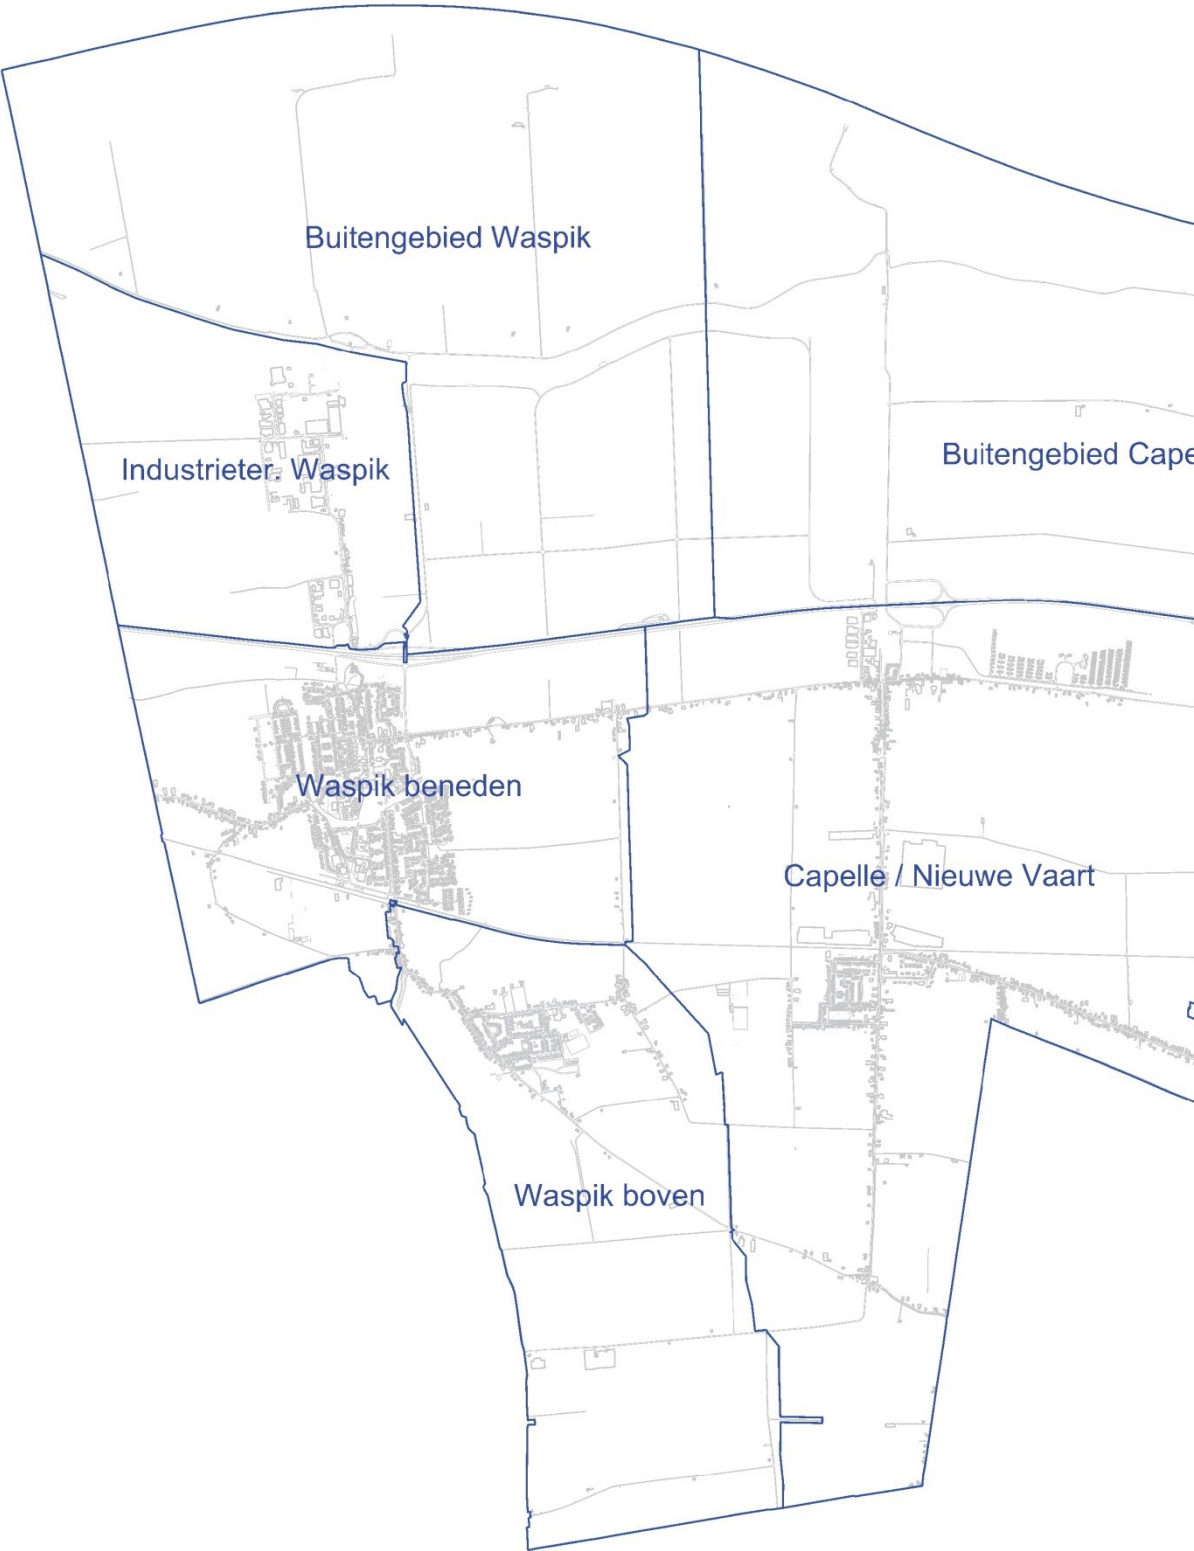 Buitengebied Waspik
Buitengebied Cape
Industrieter. Waspik
Waspik beneden
Capelle / Nieuwe Vaart
Waspik boven